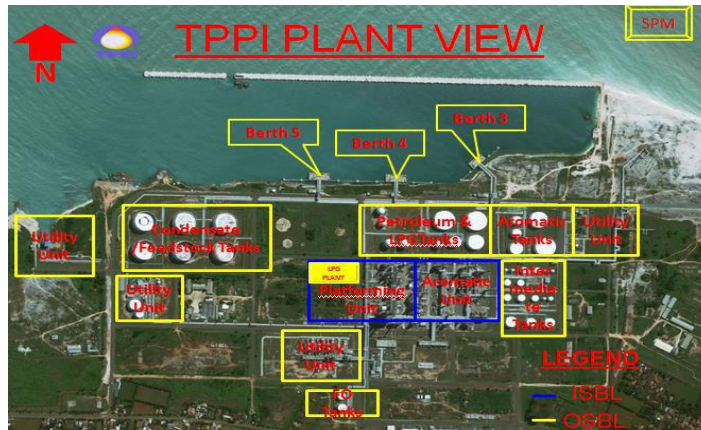 TPPI PLANT VIEW
SPM
N
Berth 5
Berth 4
Berth 3
Utility
Unit
Condensate
/Feedstock Tanks
Petroleum &
LPGTanks
Aromatic
Tanks
Utility
Unit
Utility
Unit
LPG
PLANT
Platforming
Unit
Aromatic
Unit
Inter
media
te
Tanks
Utility
Unit
FO
Tanks
LEGEND
ISBL
OSBL